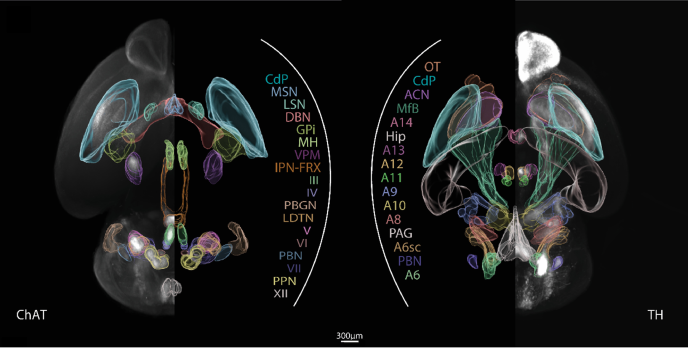 CdP
MSN
LSN
DBN
GPi
MH
VPM
IPN-FRX
III
IV
PBGN
LDTN
V
VI
PBN
VII
PPN
XII
OT
CdP
ACN
MfB
A14
Hip
A13
A12
A11
A9
A10
A8
PAG
A6sc
PBN
A6
ChAT
300µm
TH